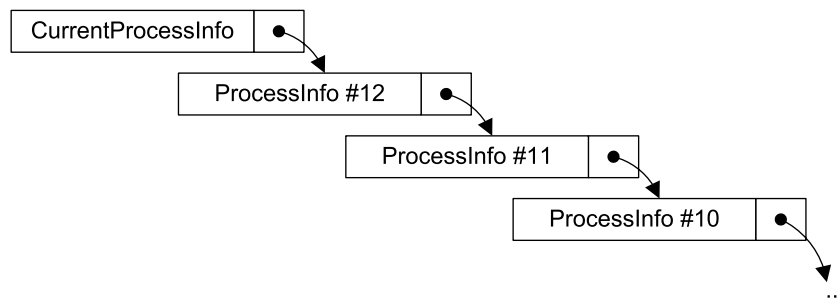 CurrentProcessInfo
ProcessInfo #12
ProcessInfo #11
ProcessInfo #10
..